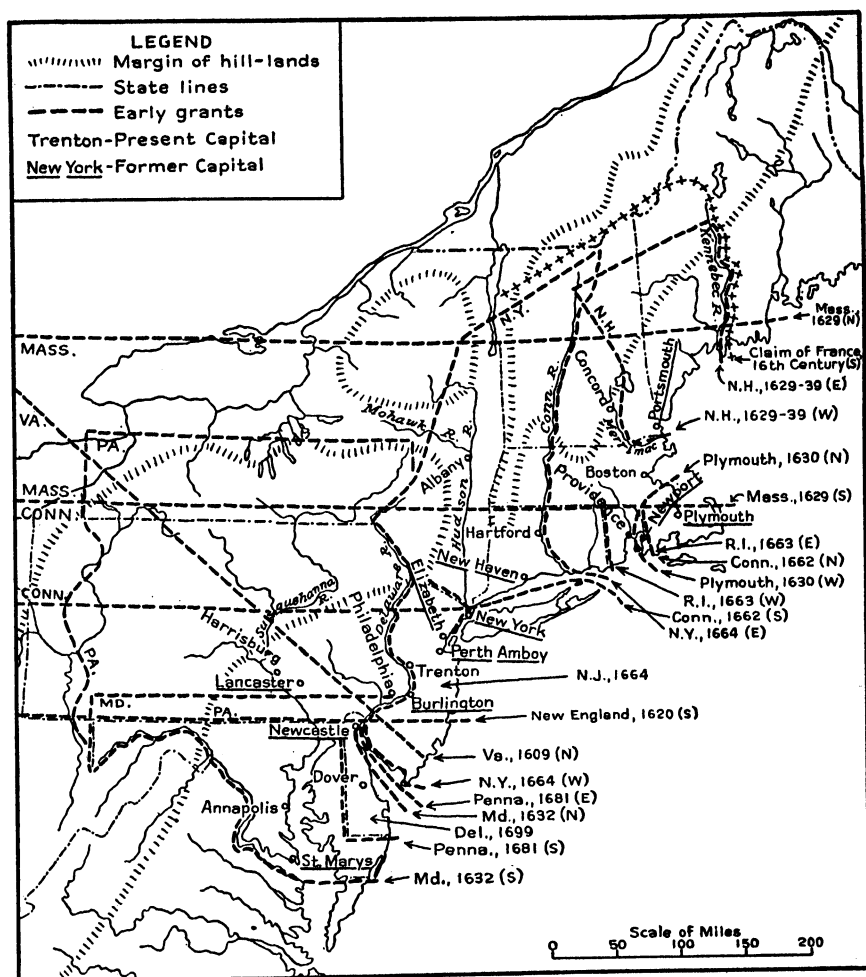 LEGEND
Margin of hill-lands
State lines
Early grants
Trenton-Present Capital
New York-Former Capital
Kennebec R.
N.Y.
N.H.
Mass., 1629(N)
MASS.
Claim of France 16th Century(S)
N.H., 1629-39 (E)
Concord
Conn. R.
Portsmouth
VA.
Mohawk R.
R.
N.H., 1629-39 (W)
Merrimac
PA.
Albany
Boston
Plymouth, 1630 (N)
MASS.
Providence
Newport
Mass., 1629 (S)
CONN.
Plymouth
Hudson
Hartford
R.I., 1663 (E)
Conn., 1662 (N)
Delaware R.
Elizabeth
New Haven
Plymouth, 1630 (W)
CONN.
Susquehanna R.
R.I., 1663 (W)
Conn., 1662 (S)
New York
N.Y., 1664 (E)
Harrisburg
Philadelphia
Perth Amboy
PA.
Trenton
N.J., 1664
Lancaster
Burlington
MD.
PA.
New England, 1620 (S)
Newcastle
Va., 1609 (N)
Dover
N.Y., 1664 (W)
Penna., 1681 (E)
Annapolis
Md., 1632 (N)
Del., 1699
Penna., 1681 (S)
St Marys
Md., 1632 (S)
Scale of Miles
0 50 100 150 200